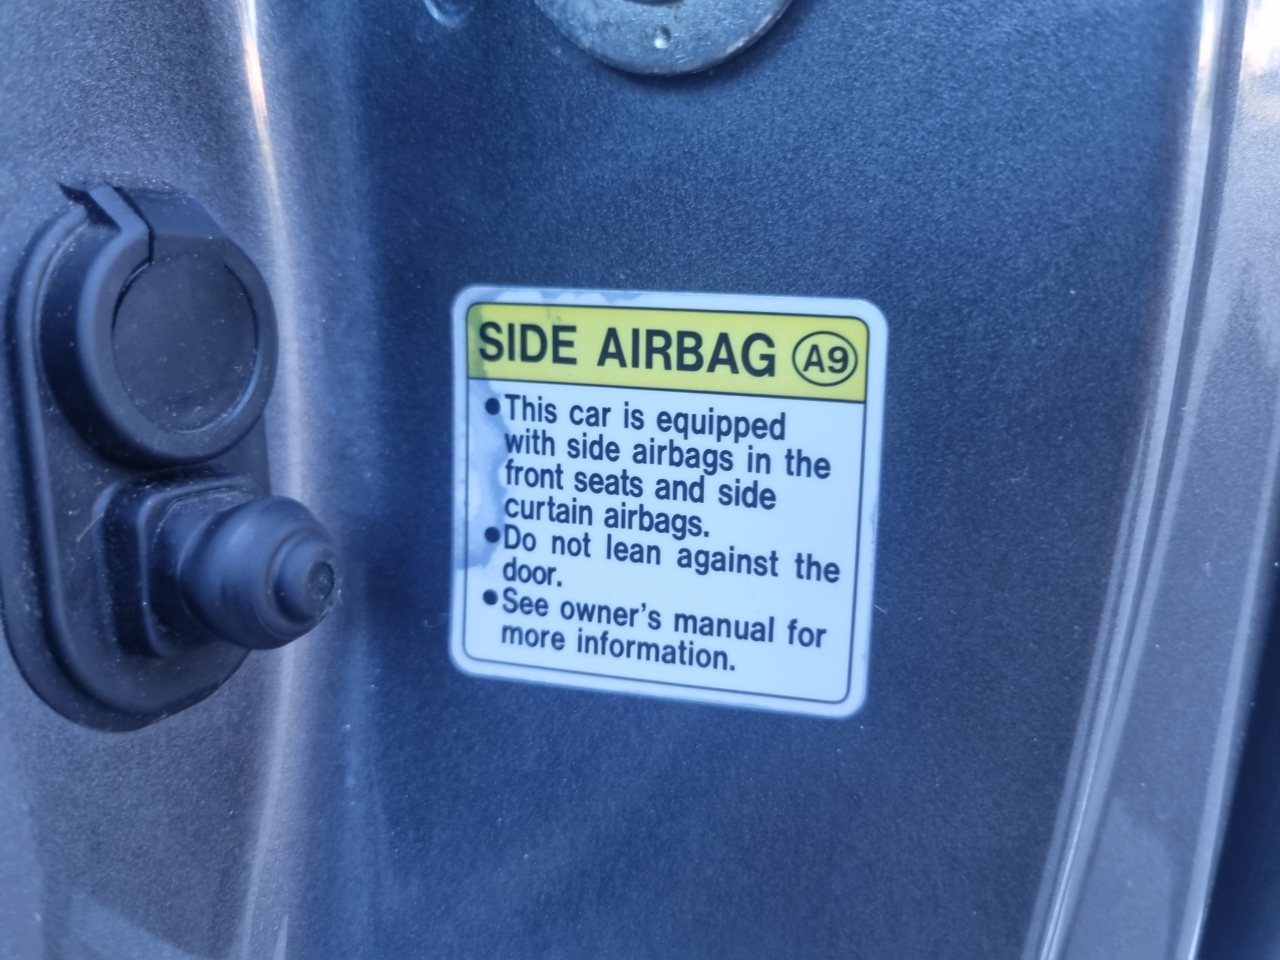 SIDE AIRBAG A9
•This car is equipped
with side airbags in the
front seats and side
curtain airbags.
•Do not lean against the
door.
•See owner's manual for
more information.